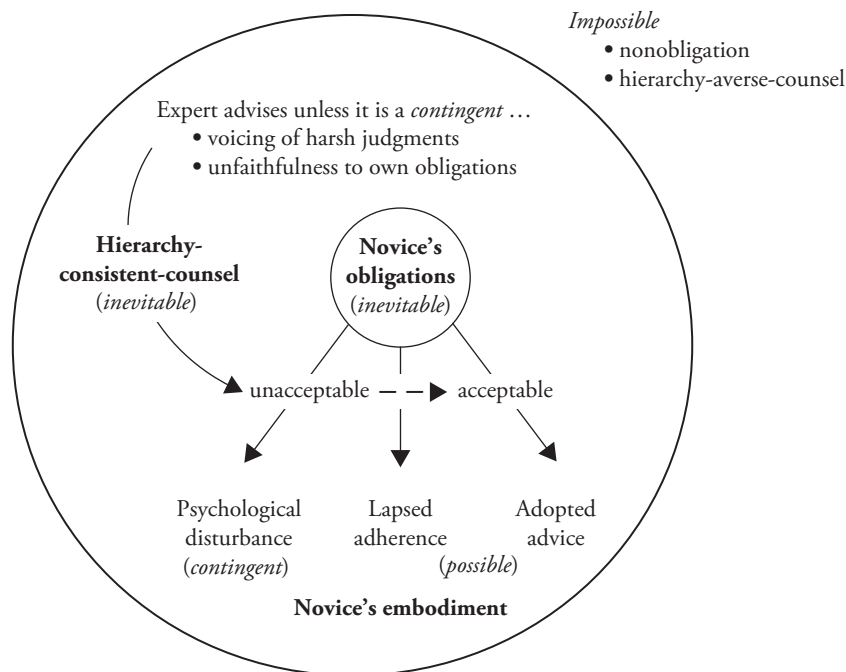 Impossible
• nonobligation
• hierarchy-averse-counsel
Expert advises unless it is a contingent …
• voicing of harsh judgments
• unfaithfulness to own obligations
Hierarchy-
consistent-counsel
(inevitable)
Novice’s
obligations
(inevitable)
unacceptable
acceptable
Psychological
disturbance
(contingent)
Lapsed
adherence
Adopted
advice
(possible)
Novice’s embodiment